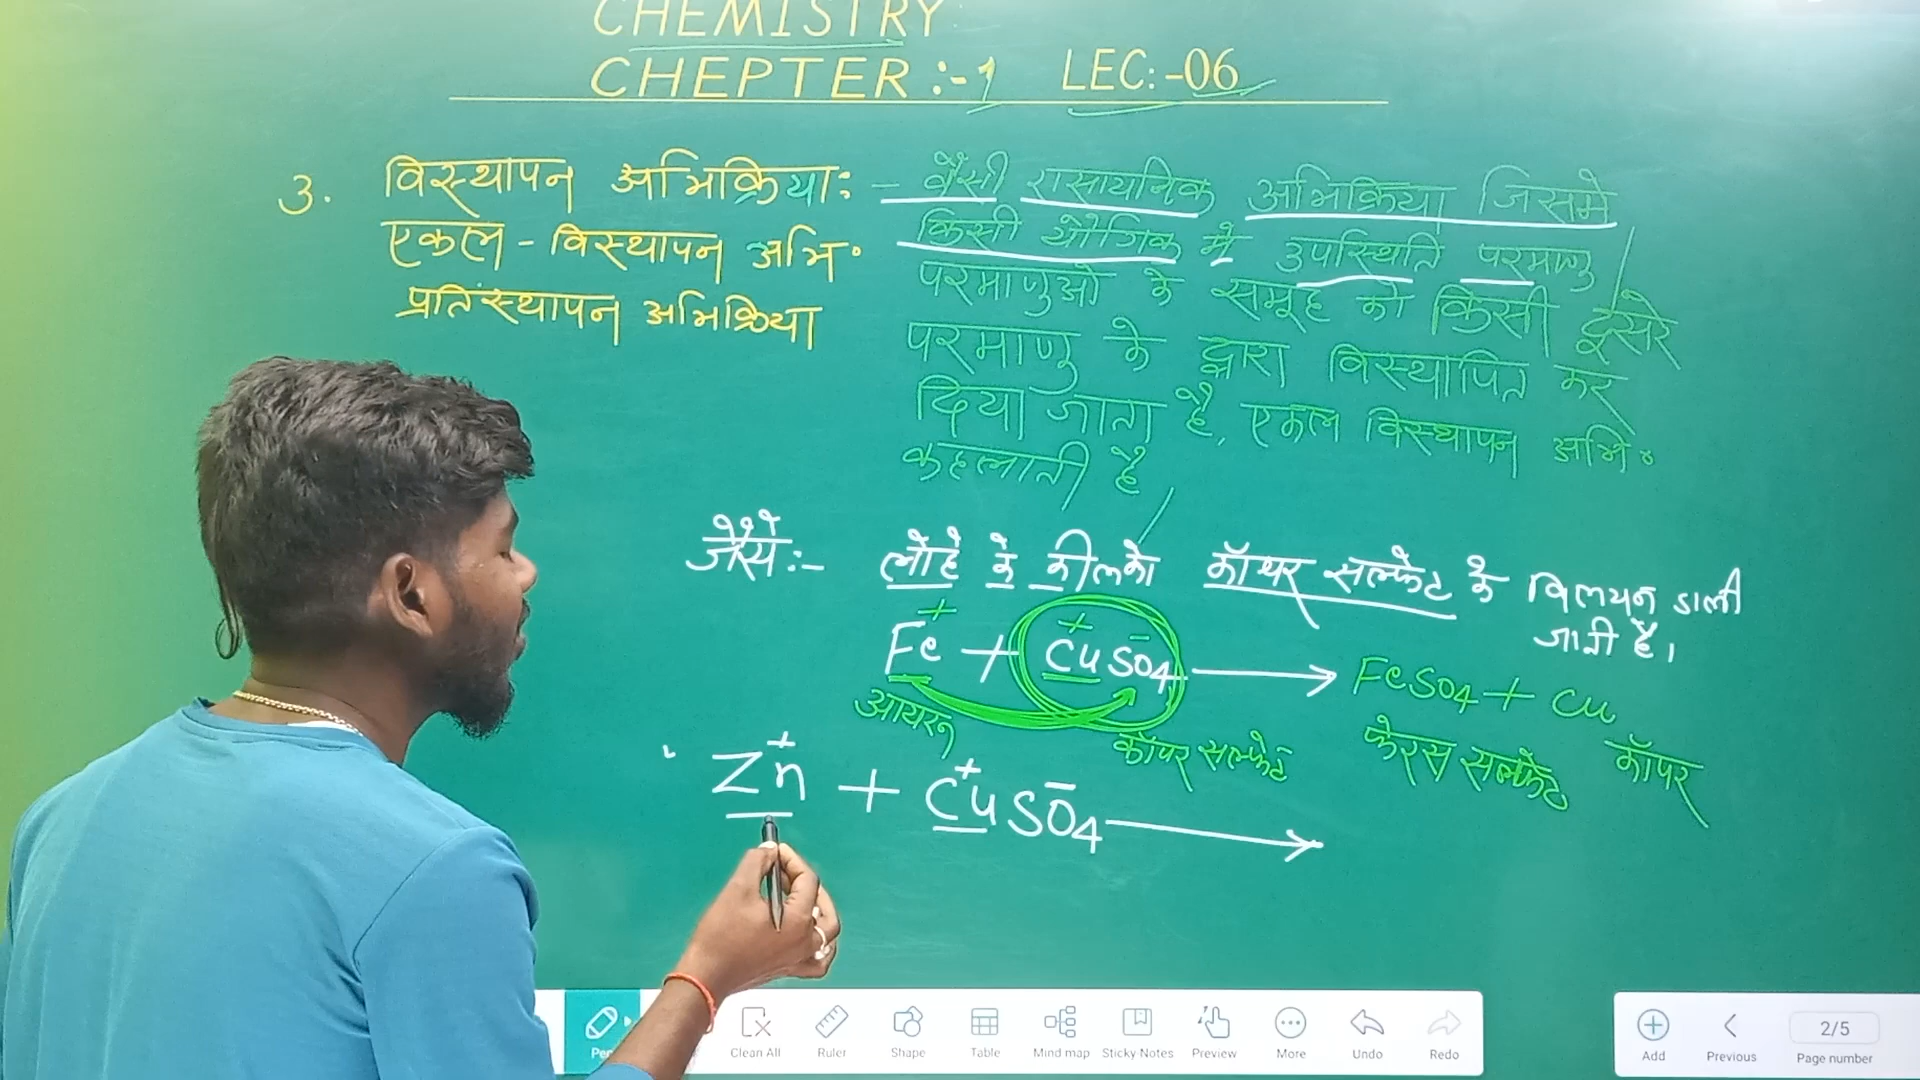 CHEMISTRY
CHEPTER :-1 LEC:-06
3. विस्थापन अभिक्रिया:- वैसी रासायनिक अभिक्रिया जिसमे
एकल-विस्थापन अभि॰ किसी यौगिक मे उपस्थिति परमाणु/
प्रतिस्थापन अभिक्रिया परमाणुओ के समूह को किसी दूसरे
परमाणु के द्वारा विस्थापित कर
दिया जाता है, एकल विस्थापन अभि॰
कहलाती है
जैसे:- लोहे के कील को कॉपर सल्फेट के विलयन डाली
जाती है।
Fe + CuSO4 → FeSO4 + Cu
आयरन कॉपर सल्फेट फेरस सल्फेट कॉपर
Zn + CuSO4 →
+ + -
+ + -
Clean All Ruler Shape Table Mind map Sticky Notes Preview More Undo Redo
Add Previous 2/5 Page number